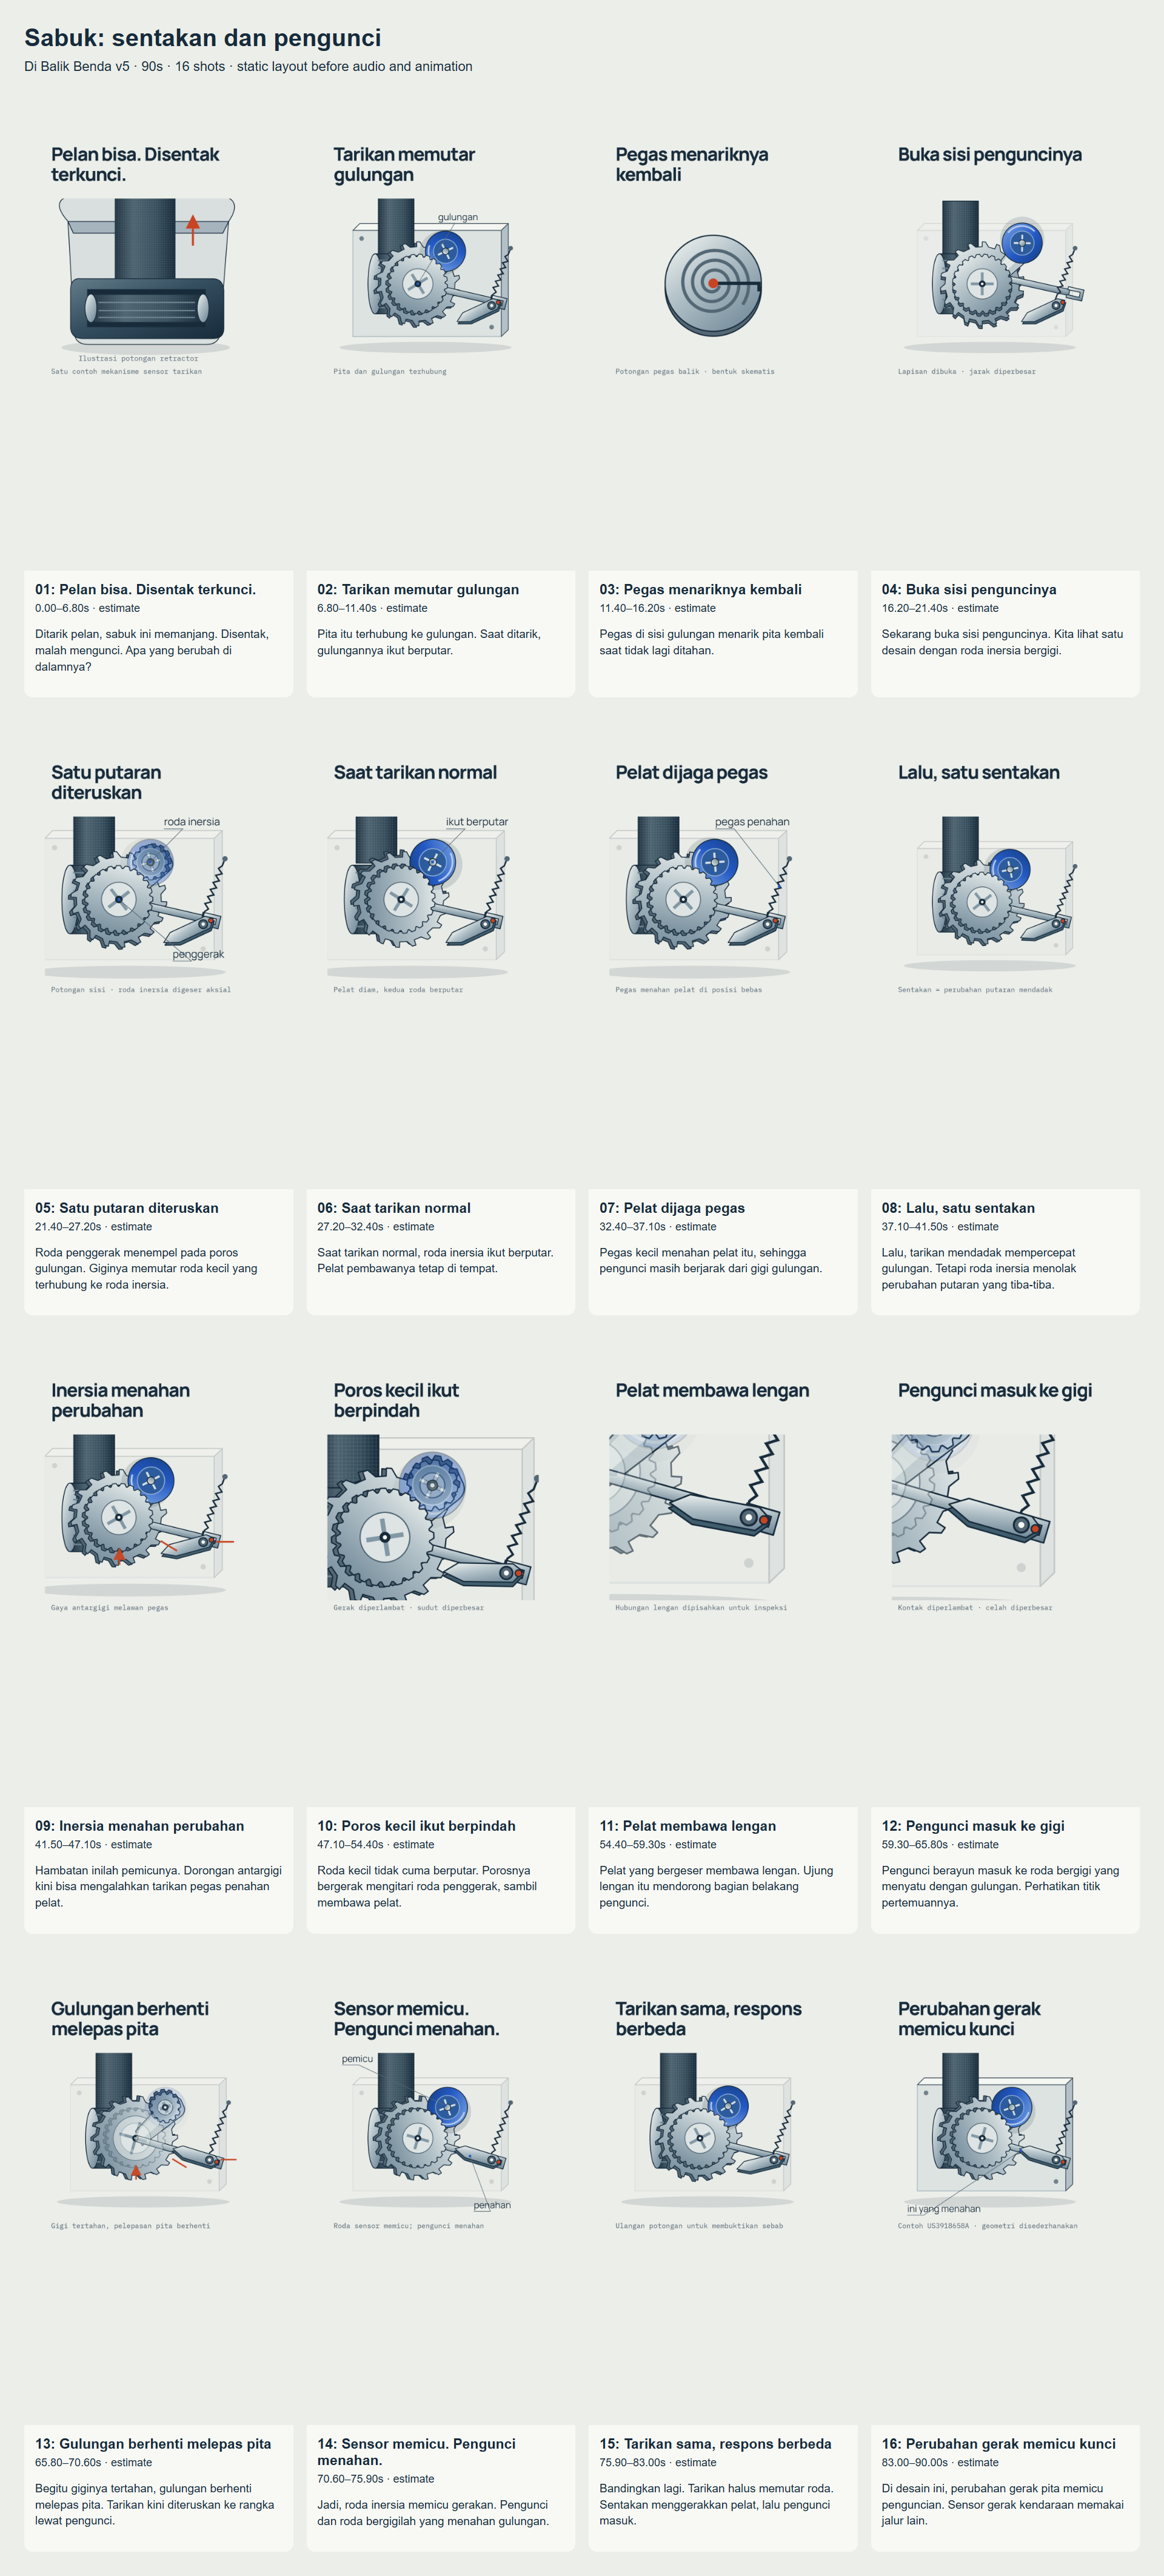 Sabuk: sentakan dan pengunci
Di Balik Benda v5 · 90s · 16 shots · static layout before audio and animation
Pelan bisa. Disentak
terkunci.
Ilustrasi potongan retractor
Satu contoh mekanisme sensor tarikan
Tarikan memutar
gulungan
gulungan
Pita dan gulungan terhubung
Pegas menariknya
kembali
Potongan pegas balik · bentuk skematis
Buka sisi penguncinya
Lapisan dibuka · jarak diperbesar
01: Pelan bisa. Disentak terkunci.
0.00–6.80s · estimate
Ditarik pelan, sabuk ini memanjang. Disentak,
malah mengunci. Apa yang berubah di
dalamnya?
02: Tarikan memutar gulungan
6.80–11.40s · estimate
Pita itu terhubung ke gulungan. Saat ditarik,
gulungannya ikut berputar.
03: Pegas menariknya kembali
11.40–16.20s · estimate
Pegas di sisi gulungan menarik pita kembali
saat tidak lagi ditahan.
04: Buka sisi penguncinya
16.20–21.40s · estimate
Sekarang buka sisi penguncinya. Kita lihat satu
desain dengan roda inersia bergigi.
Satu putaran
diteruskan
roda inersia
penggerak
Potongan sisi · roda inersia digeser aksial
Saat tarikan normal
ikut berputar
Pelat diam, kedua roda berputar
Pelat dijaga pegas
pegas penahan
Pegas menahan pelat di posisi bebas
Lalu, satu sentakan
Sentakan = perubahan putaran mendadak
05: Satu putaran diteruskan
21.40–27.20s · estimate
Roda penggerak menempel pada poros
gulungan. Giginya memutar roda kecil yang
terhubung ke roda inersia.
06: Saat tarikan normal
27.20–32.40s · estimate
Saat tarikan normal, roda inersia ikut berputar.
Pelat pembawanya tetap di tempat.
07: Pelat dijaga pegas
32.40–37.10s · estimate
Pegas kecil menahan pelat itu, sehingga
pengunci masih berjarak dari gigi gulungan.
08: Lalu, satu sentakan
37.10–41.50s · estimate
Lalu, tarikan mendadak mempercepat
gulungan. Tetapi roda inersia menolak
perubahan putaran yang tiba-tiba.
Inersia menahan
perubahan
Gaya antargigi melawan pegas
Poros kecil ikut
berpindah
Gerak diperlambat · sudut diperbesar
Pelat membawa lengan
Hubungan lengan dipisahkan untuk inspeksi
Pengunci masuk ke gigi
Kontak diperlambat · celah diperbesar
09: Inersia menahan perubahan
41.50–47.10s · estimate
Hambatan inilah pemicunya. Dorongan antargigi
kini bisa mengalahkan tarikan pegas penahan
pelat.
10: Poros kecil ikut berpindah
47.10–54.40s · estimate
Roda kecil tidak cuma berputar. Porosnya
bergerak mengitari roda penggerak, sambil
membawa pelat.
11: Pelat membawa lengan
54.40–59.30s · estimate
Pelat yang bergeser membawa lengan. Ujung
lengan itu mendorong bagian belakang
pengunci.
12: Pengunci masuk ke gigi
59.30–65.80s · estimate
Pengunci berayun masuk ke roda bergigi yang
menyatu dengan gulungan. Perhatikan titik
pertemuannya.
Gulungan berhenti
melepas pita
Gigi tertahan, pelepasan pita berhenti
Sensor memicu.
Pengunci menahan.
pemicu
penahan
Roda sensor memicu; pengunci menahan
Tarikan sama, respons
berbeda
Ulangan potongan untuk membuktikan sebab
Perubahan gerak
memicu kunci
ini yang menahan
Contoh US3918658A · geometri disederhanakan
13: Gulungan berhenti melepas pita
65.80–70.60s · estimate
Begitu giginya tertahan, gulungan berhenti
melepas pita. Tarikan kini diteruskan ke rangka
lewat pengunci.
14: Sensor memicu. Pengunci
menahan.
70.60–75.90s · estimate
Jadi, roda inersia memicu gerakan. Pengunci
dan roda bergigilah yang menahan gulungan.
15: Tarikan sama, respons berbeda
75.90–83.00s · estimate
Bandingkan lagi. Tarikan halus memutar roda.
Sentakan menggerakkan pelat, lalu pengunci
masuk.
16: Perubahan gerak memicu kunci
83.00–90.00s · estimate
Di desain ini, perubahan gerak pita memicu
penguncian. Sensor gerak kendaraan memakai
jalur lain.